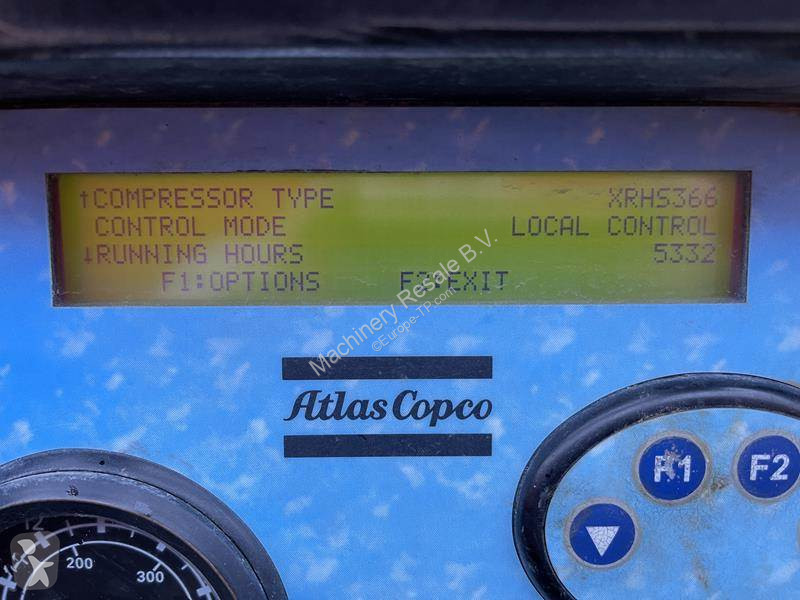 ↑COMPRESSOR TYPE XRHS366
CONTROL MODE LOCAL CONTROL
↓RUNNING HOURS 5332
F1:OPTIONS F2:EXIT
Machinery Resale B.V.
©Europe-TP.com
Atlas Copco
F1 F2
12
200 300